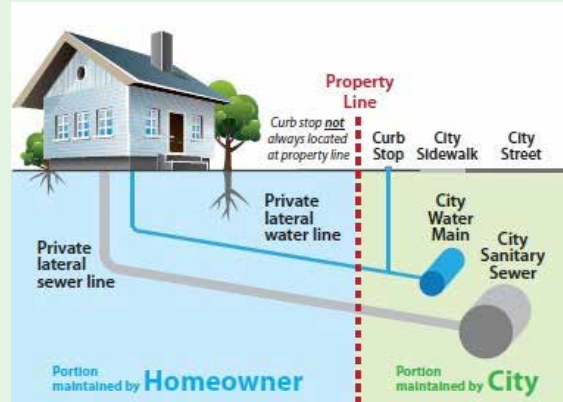 Property
Line
Curb stop not
always located
at property line
Curb
Stop
City
Sidewalk
City
Street
Private
lateral
water line
City
Water
Main
City
Sanitary
Sewer
Private
lateral
sewer line
Portion
maintained by Homeowner
Portion
maintained by City